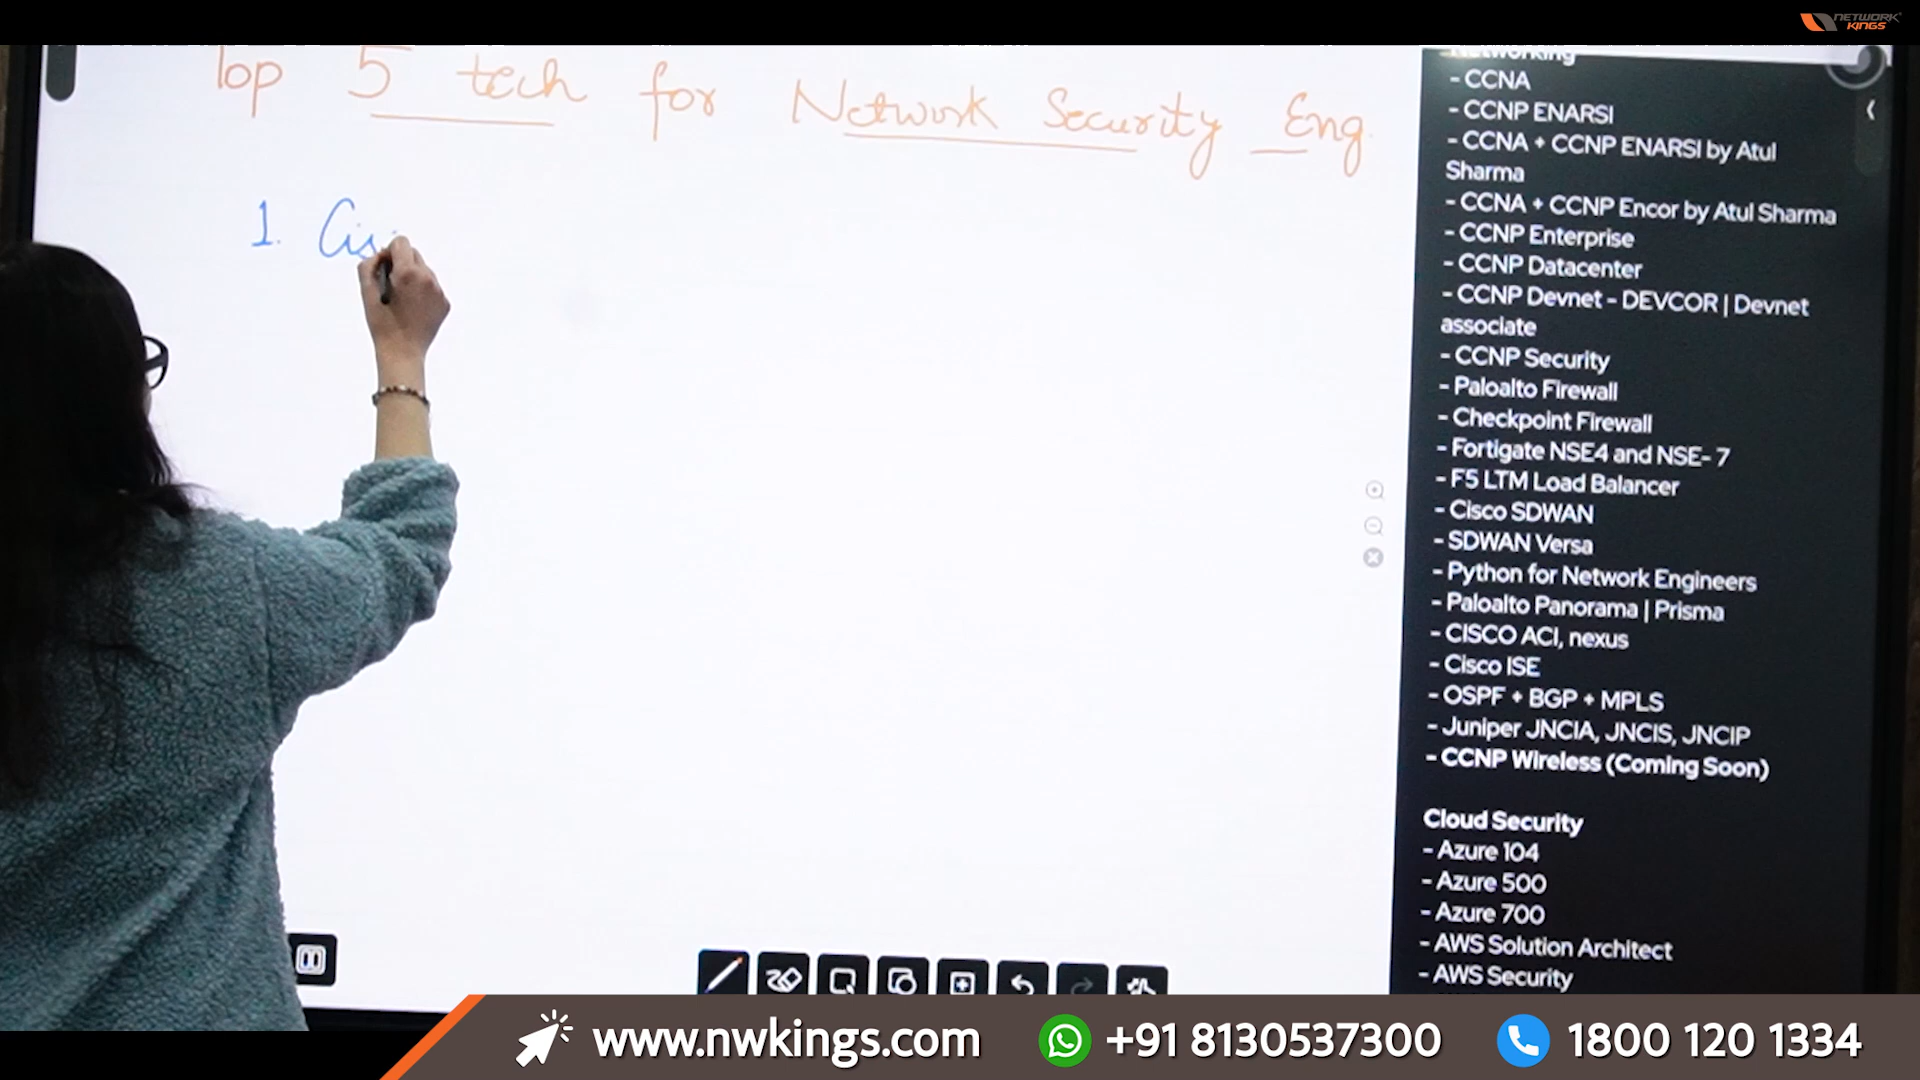 NETWORK
KINGS
Top 5 tech for Network Security Eng.
1. Cis
Networking
- CCNA
- CCNP ENARSI
- CCNA + CCNP ENARSI by Atul
Sharma
- CCNA + CCNP Encor by Atul Sharma
- CCNP Enterprise
- CCNP Datacenter
- CCNP Devnet - DEVCOR | Devnet
associate
- CCNP Security
- Paloalto Firewall
- Checkpoint Firewall
- Fortigate NSE4 and NSE- 7
- F5 LTM Load Balancer
- Cisco SDWAN
- SDWAN Versa
- Python for Network Engineers
- Paloalto Panorama | Prisma
- CISCO ACI, nexus
- Cisco ISE
- OSPF + BGP + MPLS
- Juniper JNCIA, JNCIS, JNCIP
- CCNP Wireless (Coming Soon)
Cloud Security
- Azure 104
- Azure 500
- Azure 700
- AWS Solution Architect
- AWS Security
www.nwkings.com +91 8130537300 1800 120 1334